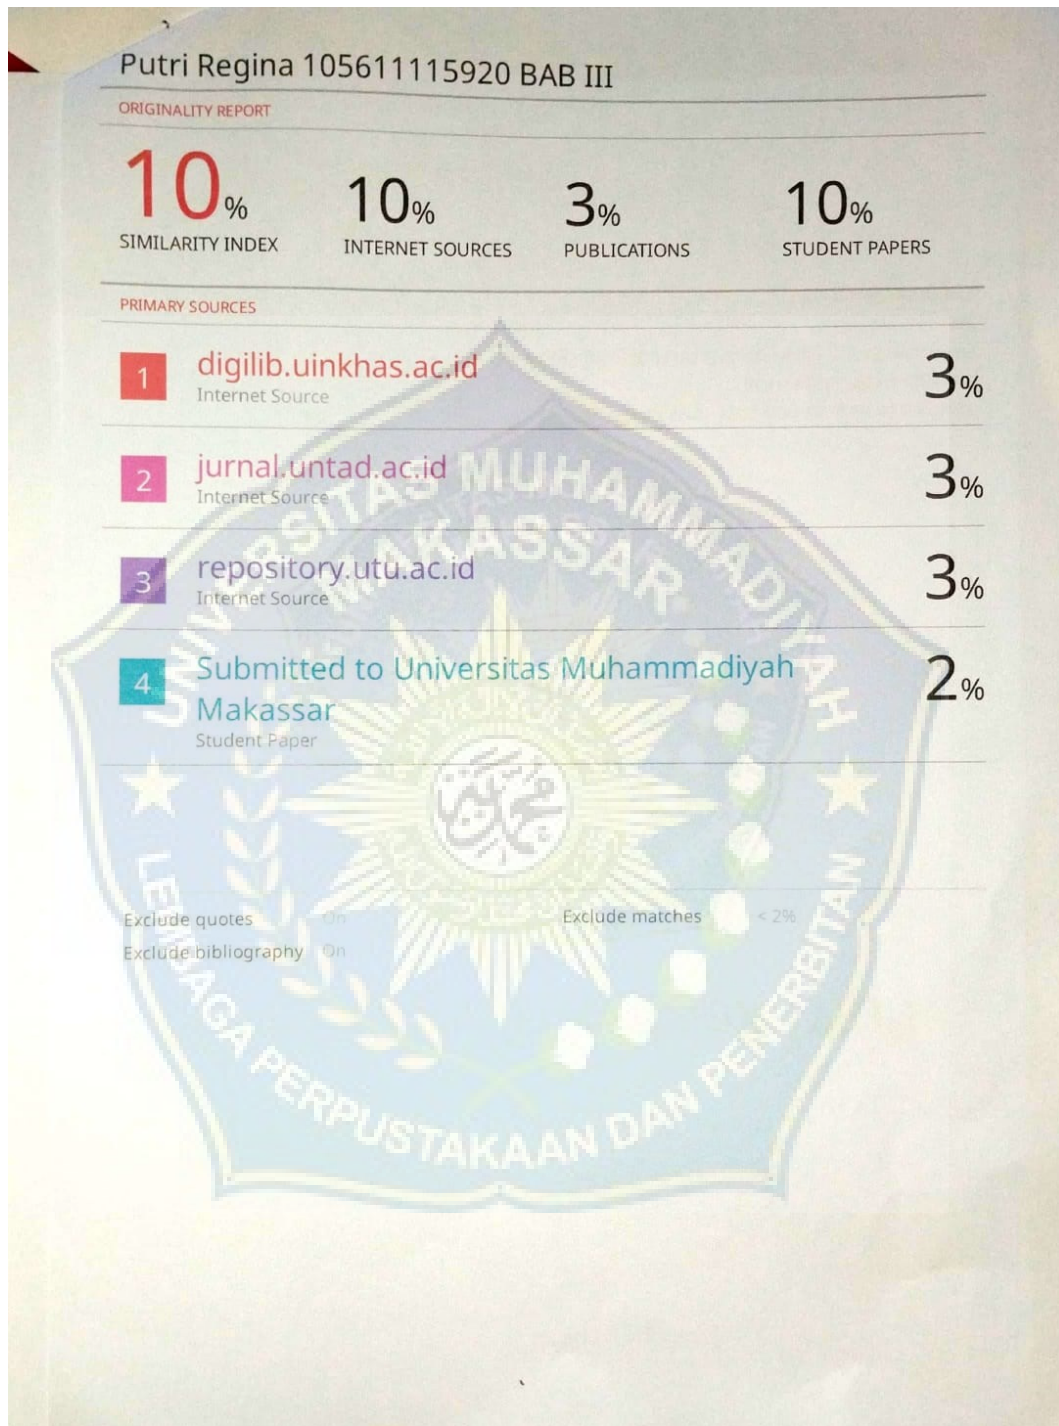 Putri Regina 105611115920 BAB III
ORIGINALITY REPORT
10%
SIMILARITY INDEX
10%
INTERNET SOURCES
3%
PUBLICATIONS
10%
STUDENT PAPERS
PRIMARY SOURCES
1
digilib.uinkhas.ac.id
Internet Source
3%
2
jurnal.untad.ac.id
Internet Source
3%
3
repository.utu.ac.id
Internet Source
3%
4
Submitted to Universitas Muhammadiyah
Makassar
Student Paper
2%
Exclude quotes On
Exclude matches < 2%
Exclude bibliography On
UNIVERSITAS MUHAMMADIYAH
MAKASSAR
LEMBAGA PERPUSTAKAAN DAN PENERBITAN